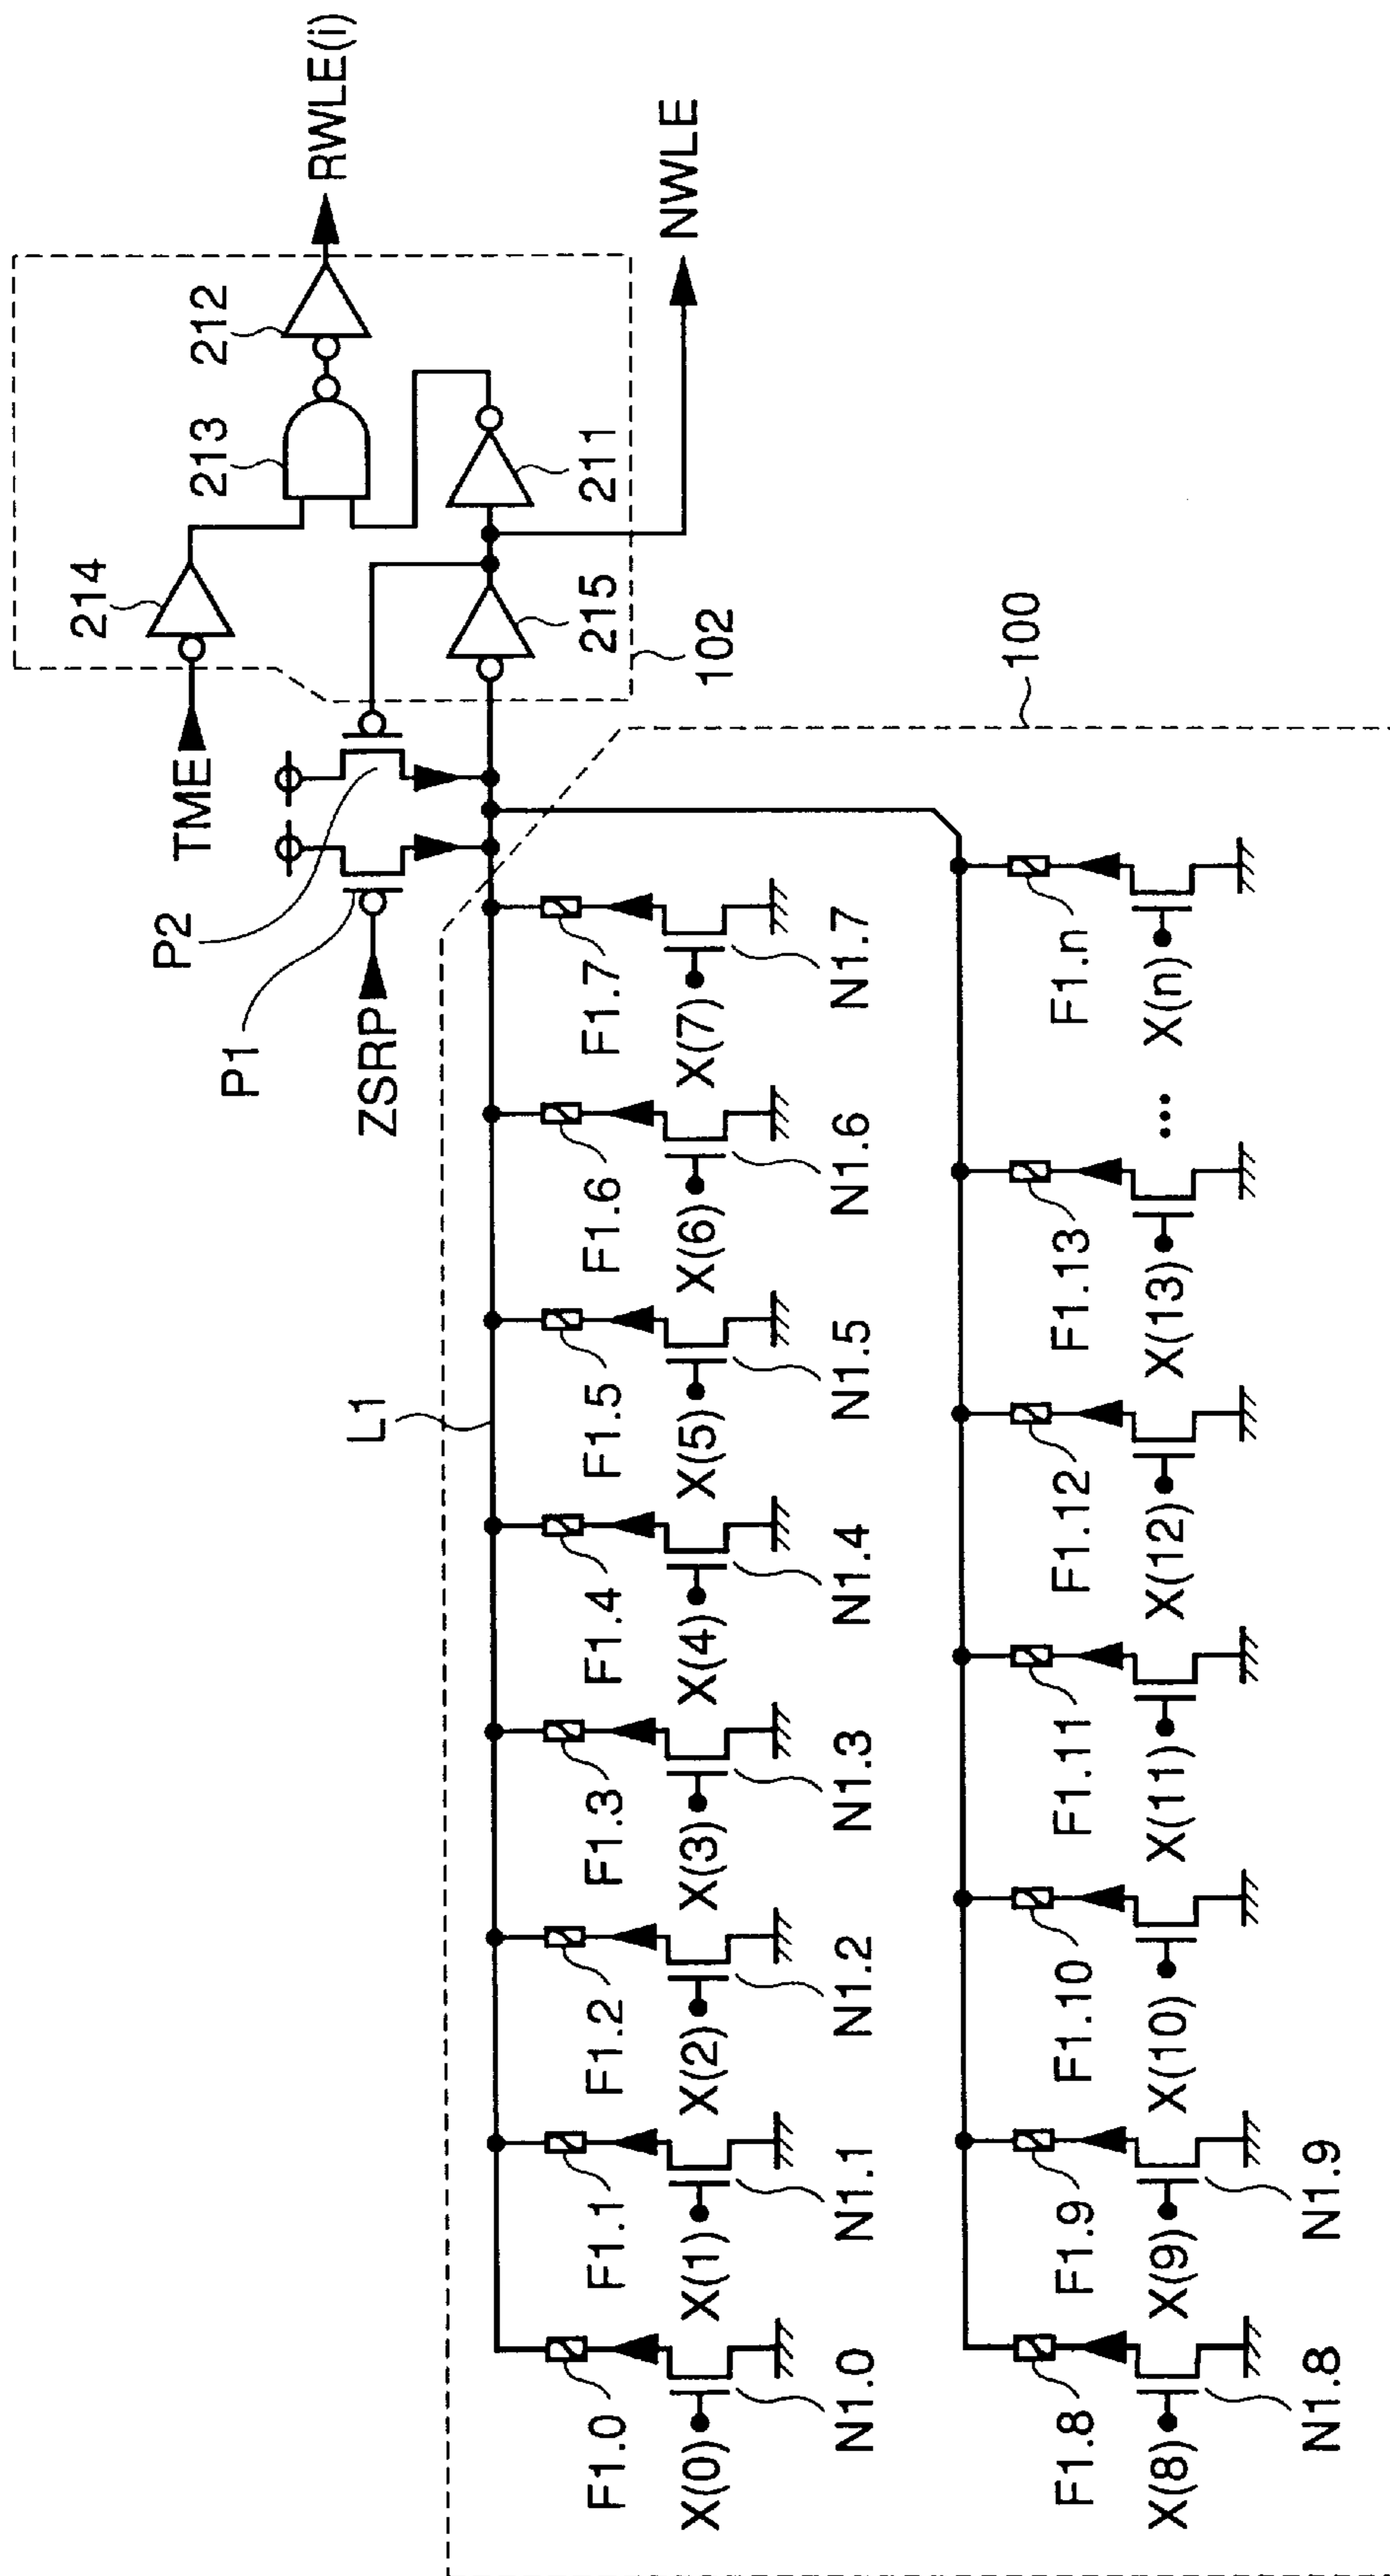 RWLE(i)
NWLE
212
213
214
211
215
102
TME
P2
P1
ZSRP
100
L1
F1.0
F1.1
F1.2
F1.3
F1.4
F1.5
F1.6
F1.7
X(0)
X(1)
X(2)
X(3)
X(4)
X(5)
X(6)
X(7)
N1.0
N1.1
N1.2
N1.3
N1.4
N1.5
N1.6
N1.7
F1.8
F1.9
F1.10
F1.11
F1.12
F1.13
F1.n
X(8)
X(9)
X(10)
X(11)
X(12)
X(13)
...
X(n)
N1.8
N1.9